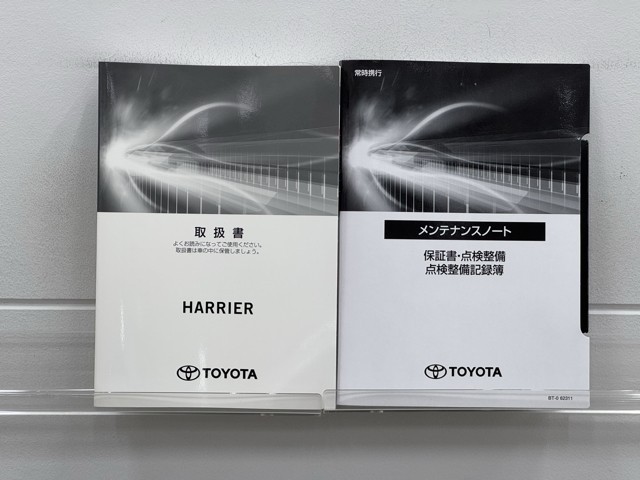 取扱書
よくお読みになってご使用ください。
取扱書は車の中に保管しましょう。
HARRIER
TOYOTA
常時携行
メンテナンスノート
保証書・点検整備
点検整備記録簿
TOYOTA
BT-II 92311